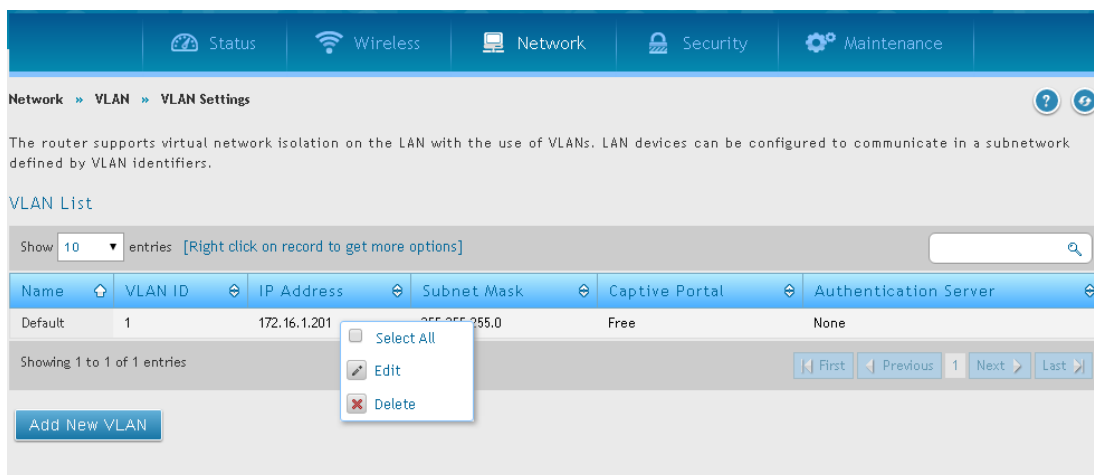 Status Wireless Network Security Maintenance
Network » VLAN » VLAN Settings
The router supports virtual network isolation on the LAN with the use of VLANs. LAN devices can be configured to communicate in a subnetwork
defined by VLAN identifiers.
VLAN List
Show 10 entries [Right click on record to get more options]
Name VLAN ID IP Address Subnet Mask Captive Portal Authentication Server
Default 1 172.16.1.201 255.255.255.0 Free None
Select All
Edit
Delete
Showing 1 to 1 of 1 entries First Previous 1 Next Last
Add New VLAN